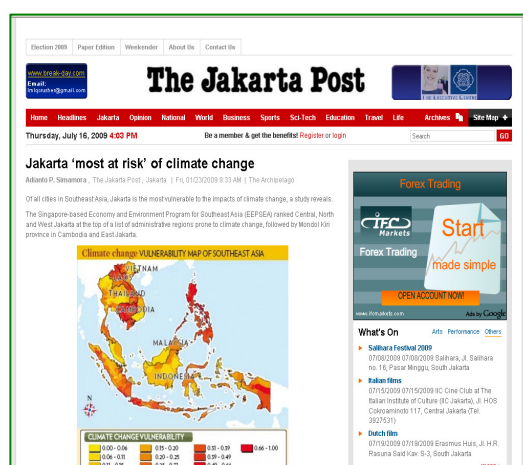 Election 2009 Paper Edition Weekender About Us Contact Us
www.break-day.com
Email:
The Jakarta Post
THE EXECUTIVE CENTRE
Home Headlines Jakarta Opinion National World Business Sports Sci-Tech Education Travel Life Archives Site Map
Thursday, July 16, 2009 4:03 PM
Be a member & get the benefits! Register or login
Search GO
Jakarta 'most at risk' of climate change
Adianto P. Simamura , The Jakarta Post , Jakarta | Fri, 01/23/2009 9:33 AM | The Archipelago
Of all cities in Southeast Asia, Jakarta is the most vulnerable to the impacts of climate change, a study reveals.
The Singapore-based Economy and Environment Program for Southeast Asia (EEPSEA) ranked Central, North
and West Jakarta at the top of a list of administrative regions prone to climate change, followed by Mondol Kiri
province in Cambodia and East Jakarta.
Climate change VULNERABILITY MAP OF SOUTHEAST ASIA
VIETNAM
LAOS
THAILAND
CAMBODIA
MALAYSIA
INDONESIA
N
CLIMATE CHANGE VULNERABILITY
0.00 - 0.06 0.15 - 0.20 0.31 - 0.39 0.66 - 1.00
0.06 - 0.11 0.20 - 0.25 0.39 - 0.49
Forex Trading
IFC
Markets
Forex Trading
Start
made simple
OPEN ACCOUNT NOW!
www.ifcmarkets.com
Ads by Google
What's On
Arts Performance Others
Salihara Festival 2009
07/08/2009 07/08/2009 Salihara, Jl. Salihara
no. 16, Pasar Minggu, South Jakarta
Italian films
07/15/2009 07/15/2009 IIC Cine Club at The
Italian Institute of Culture (IIC Jakarta), Jl. HOS
Cokroaminoto 117, Central Jakarta (Tel.
3927531)
Dutch film
07/19/2009 07/19/2009 Erasmus Huis, Jl. H.R.
Rasuna Said Kav. S-3, South Jakarta